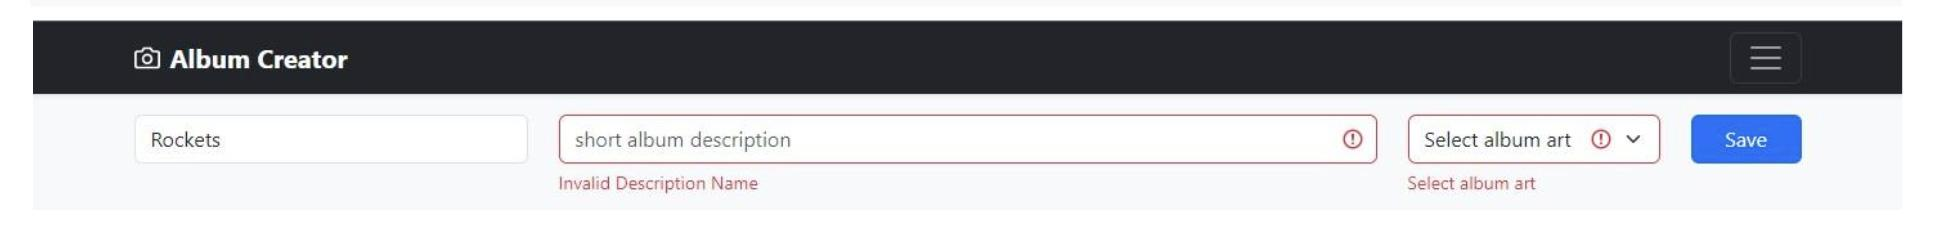 Album Creator
Rockets
short album description
Select album art
Save
Invalid Description Name
Select album art